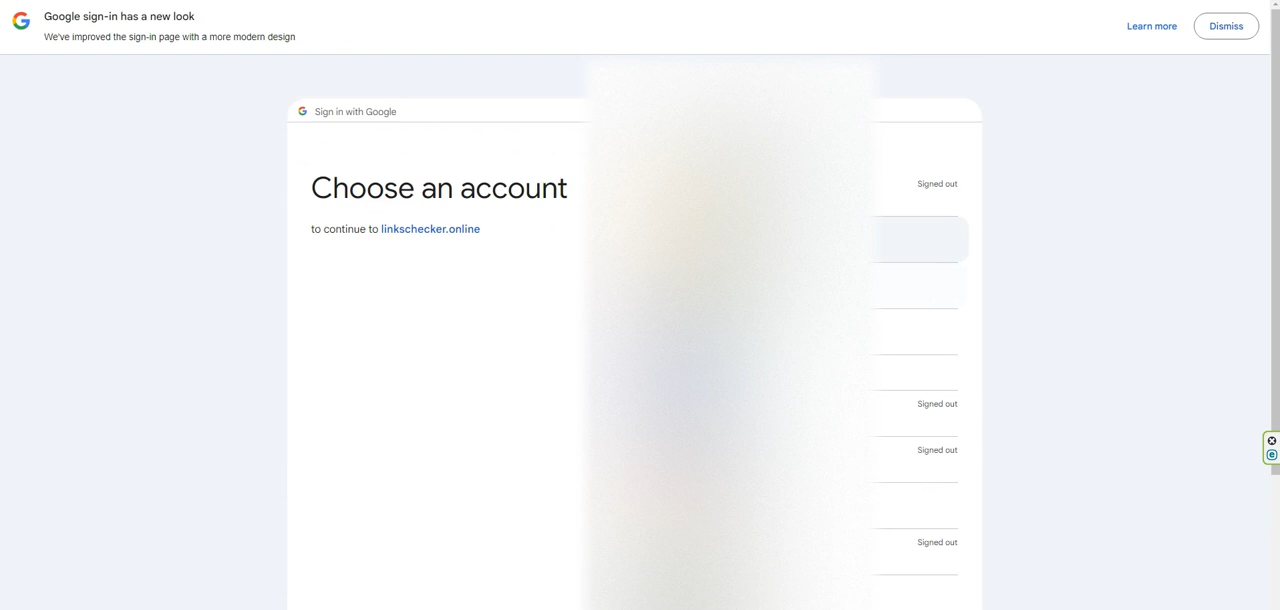 Google sign-in has a new look
We've improved the sign-in page with a more modern design
Learn more
Dismiss
Sign in with Google
Choose an account
to continue to linkschecker.online
Signed out
Signed out
Signed out
Signed out